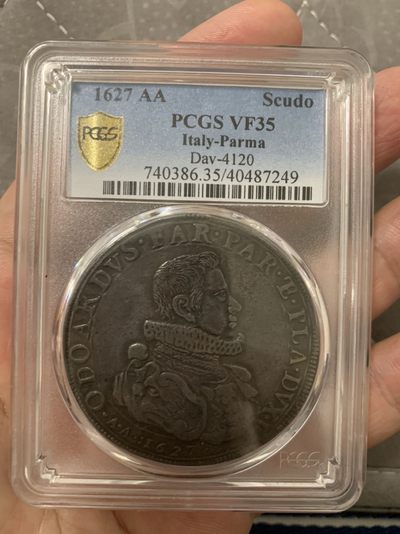 1627 AA Scudo
PCGS VF35
Italy-Parma
Dav-4120
740386.35/40487249
PCGS
ODOARDVS·FAR·PAR·E·PLA·DVX
·A·A·1627
PCGS